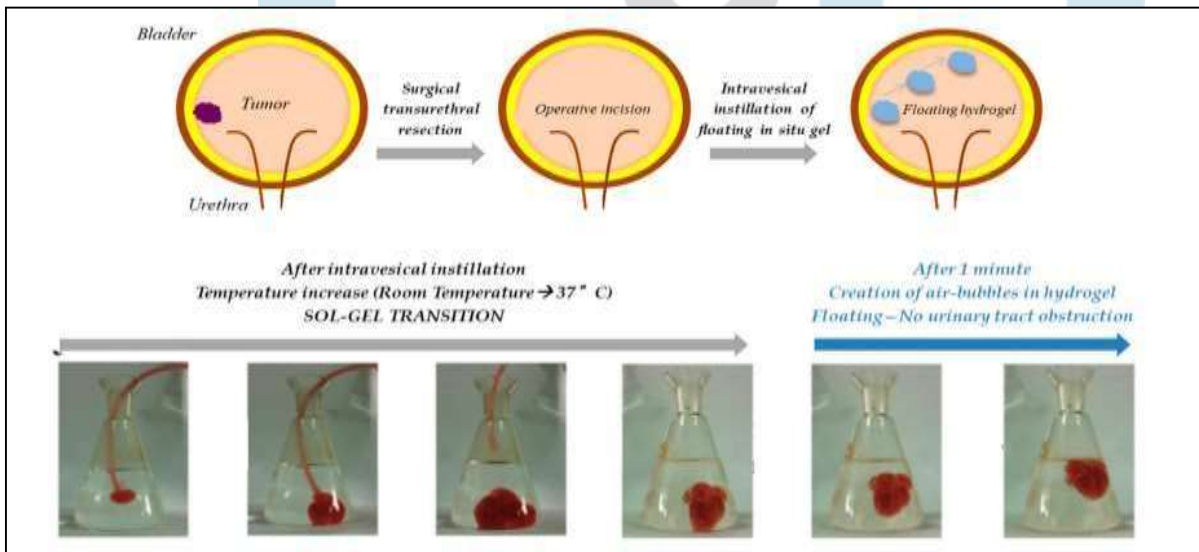 Bladder
Tumor
Urethra
Surgical
transurethral
resection
Operative incision
Intravesical
instillation of
floating in situ gel
Floating hydrogel
After intravesical instillation
Temperature increase (Room Temperature→37° C)
SOL-GEL TRANSITION
After 1 minute
Creation of air-bubbles in hydrogel
Floating—No urinary tract obstruction